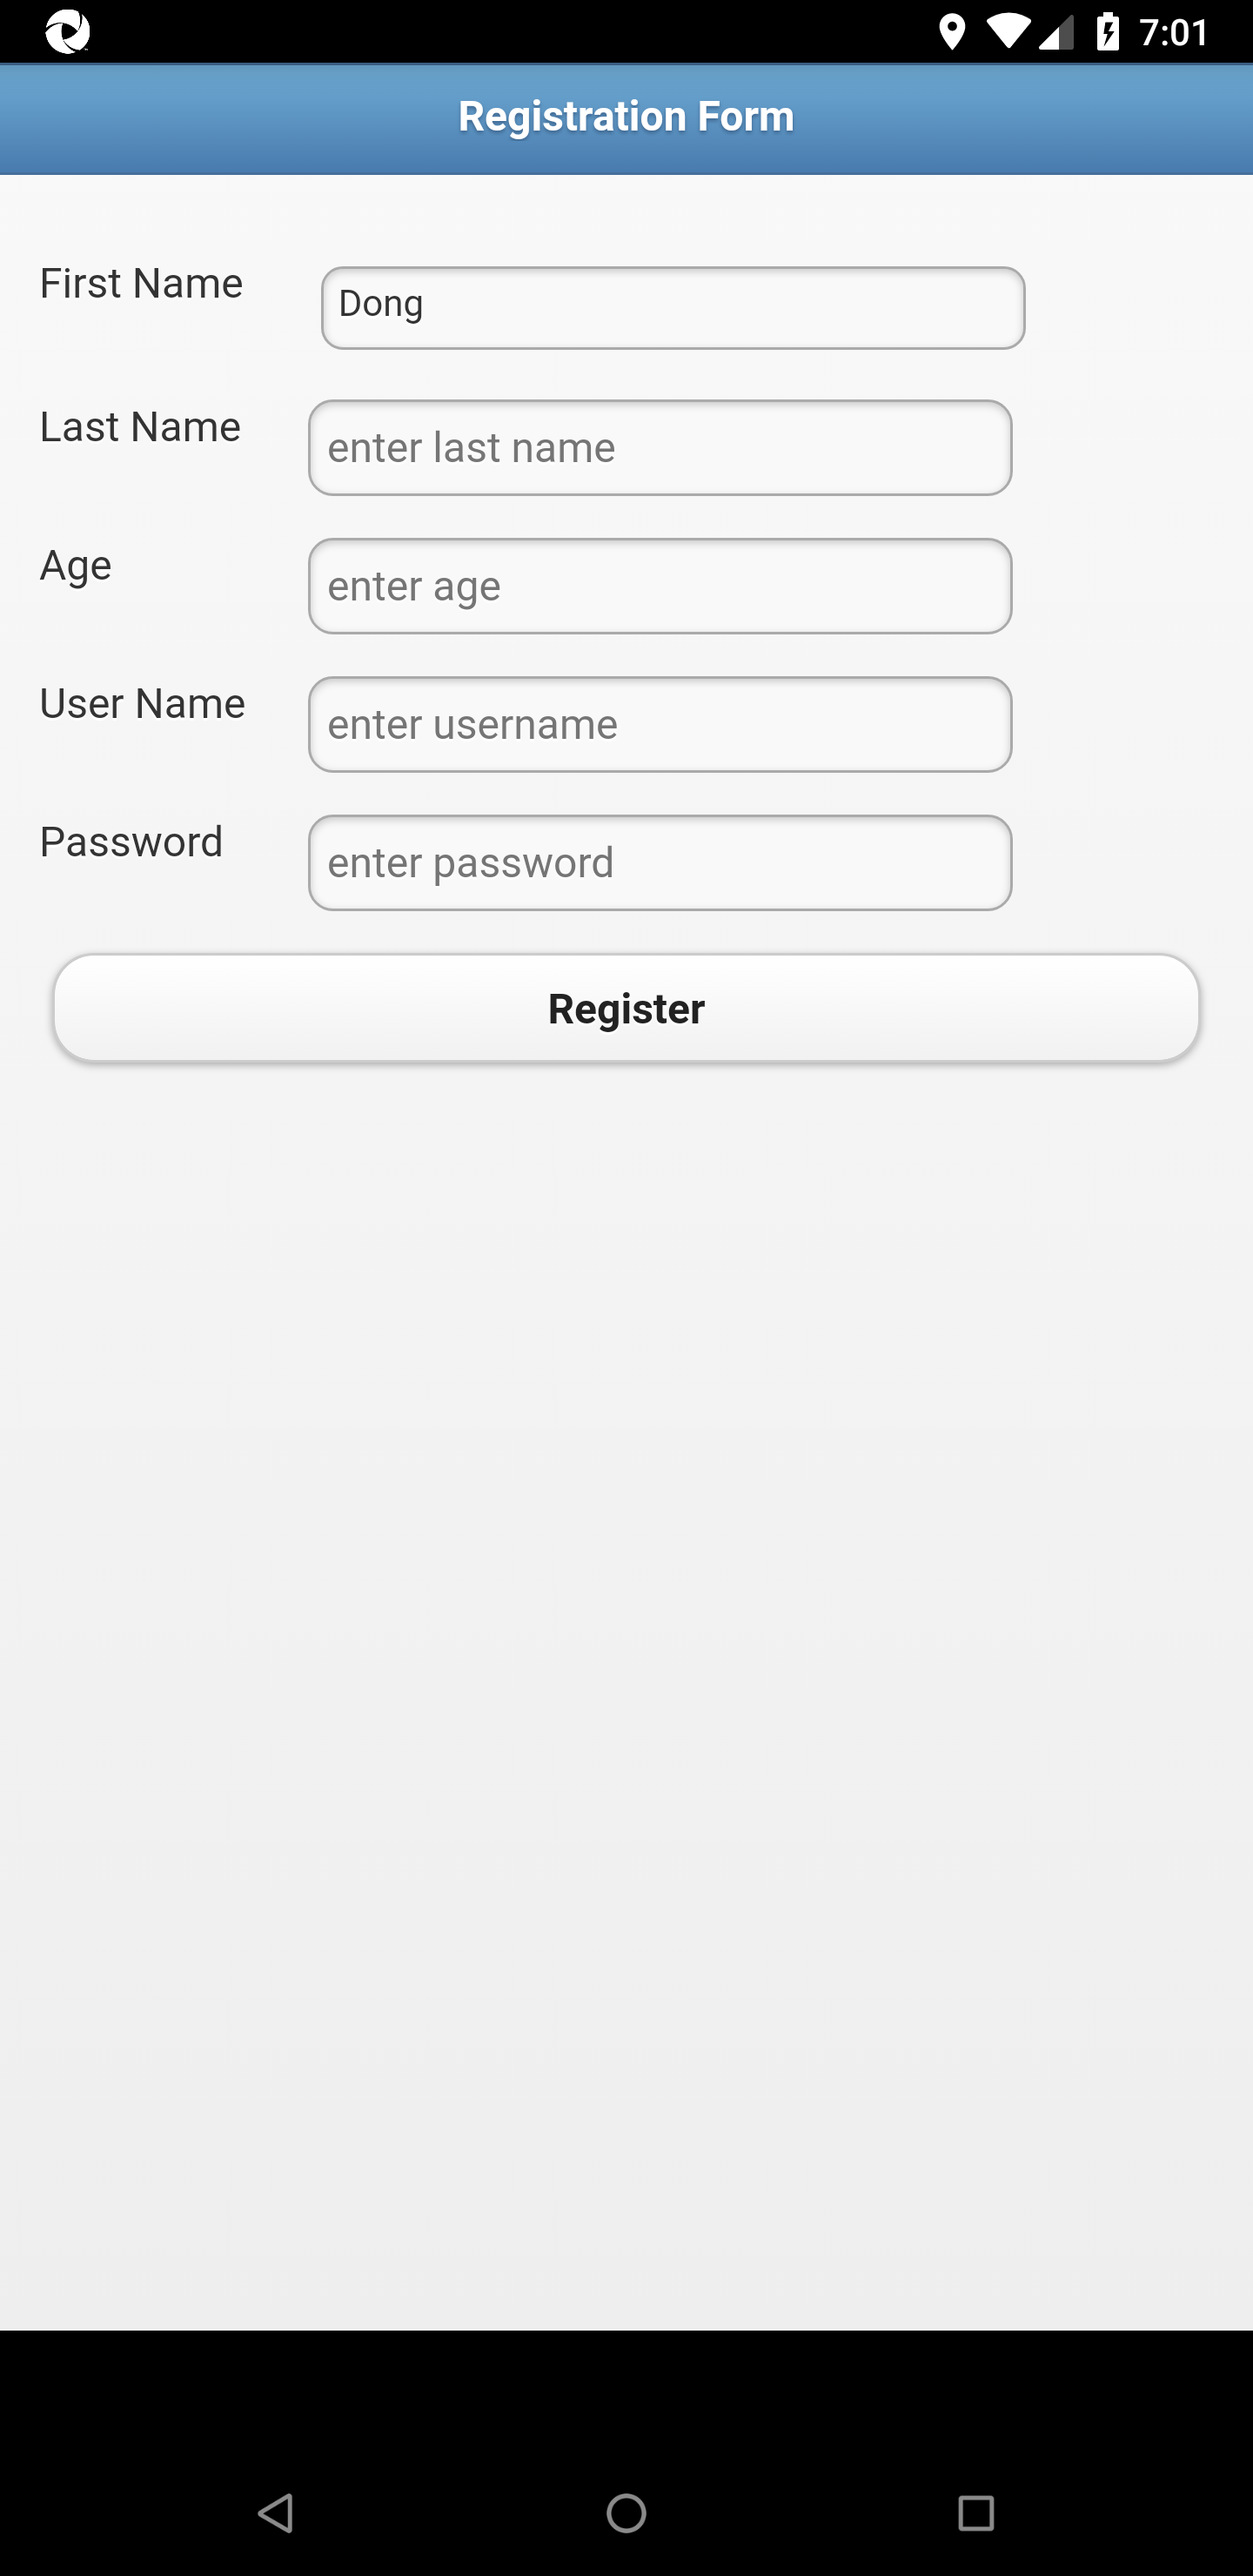 7:01
Registration Form
First Name
Dong
Last Name
enter last name
Age
enter age
User Name
enter username
Password
enter password
Register